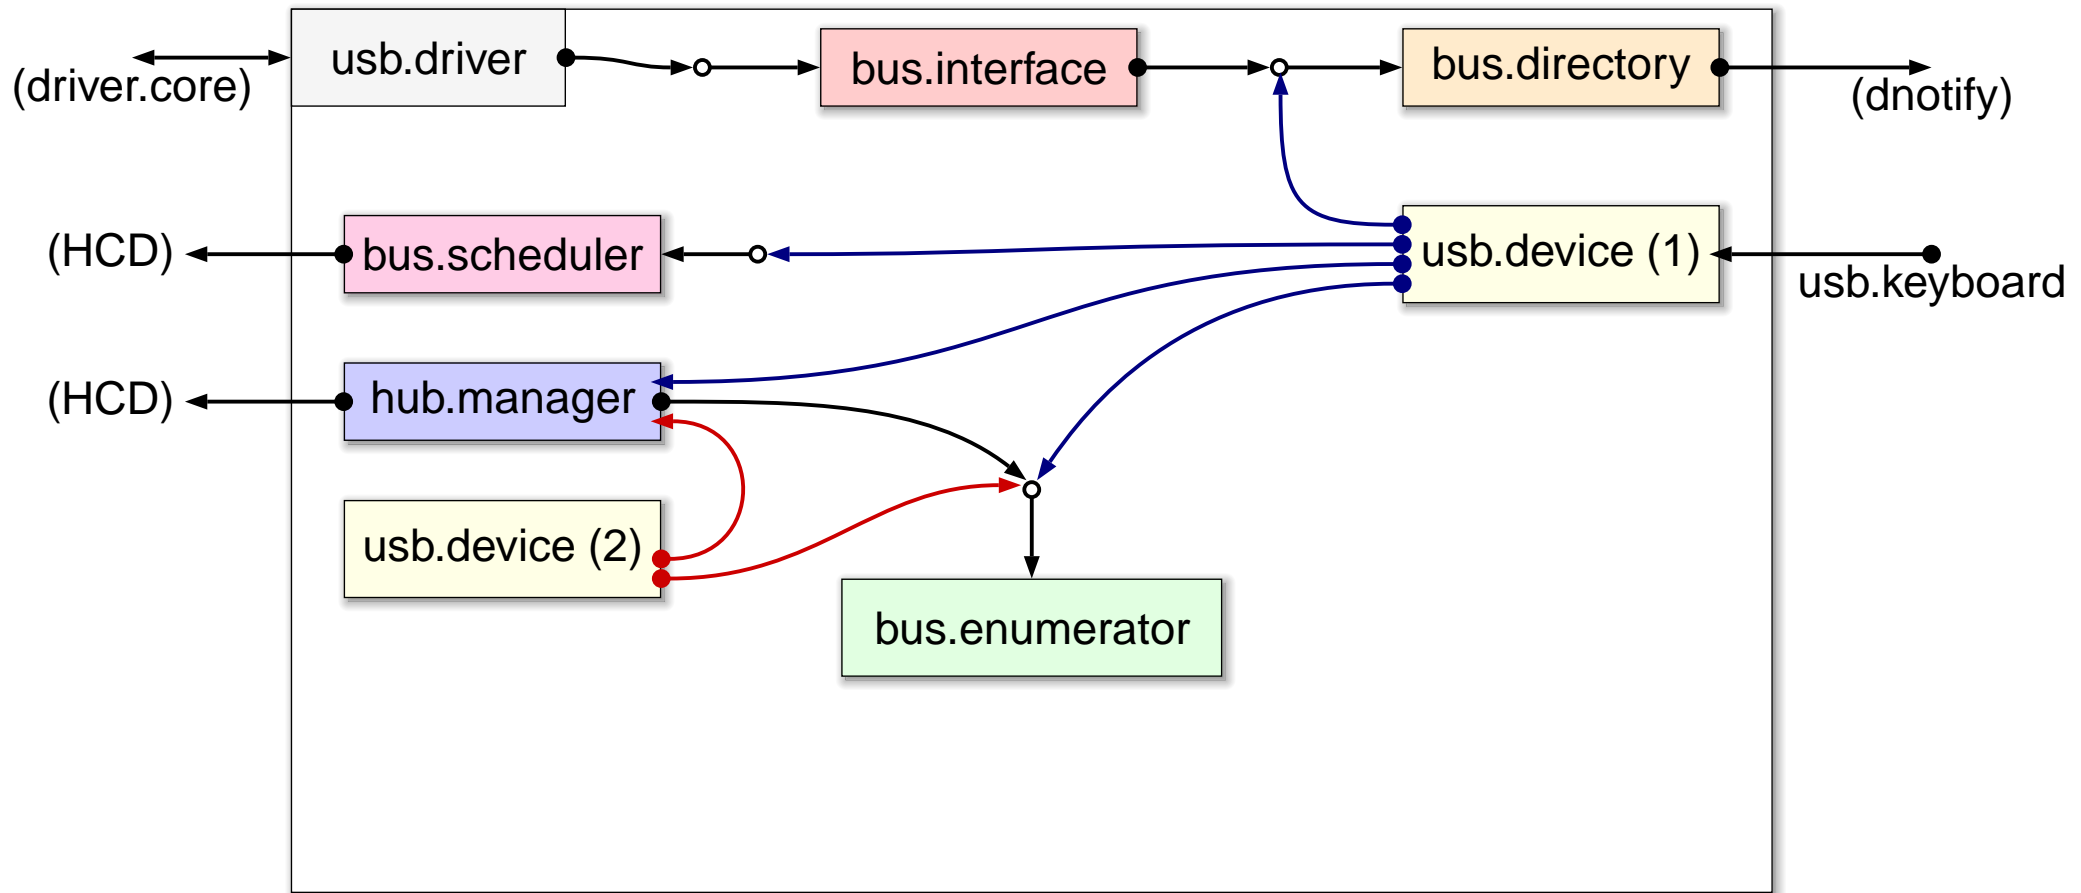 usb.driver
bus.interface
bus.directory
(driver.core)
(dnotify)
(HCD)
bus.scheduler
usb.device (1)
usb.keyboard
(HCD)
hub.manager
usb.device (2)
bus.enumerator